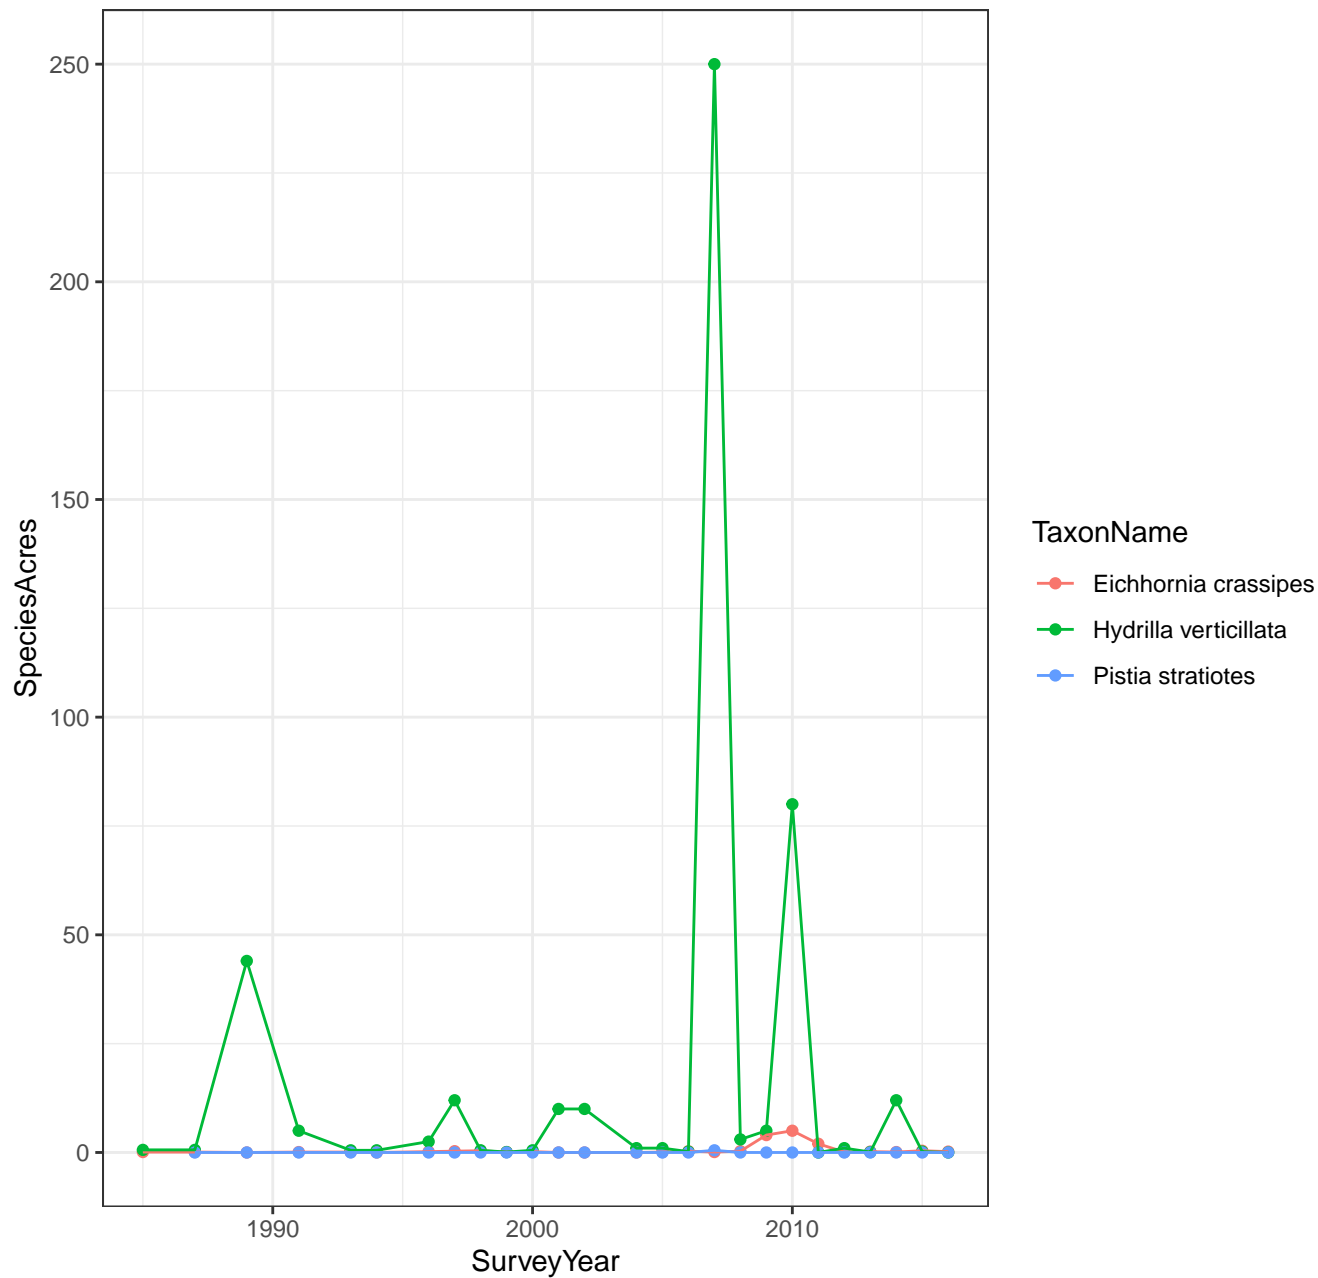 250
200
150
100
50
0
SpeciesAcres
1990
2000
2010
SurveyYear
TaxonName
Eichhornia crassipes
Hydrilla verticillata
Pistia stratiotes